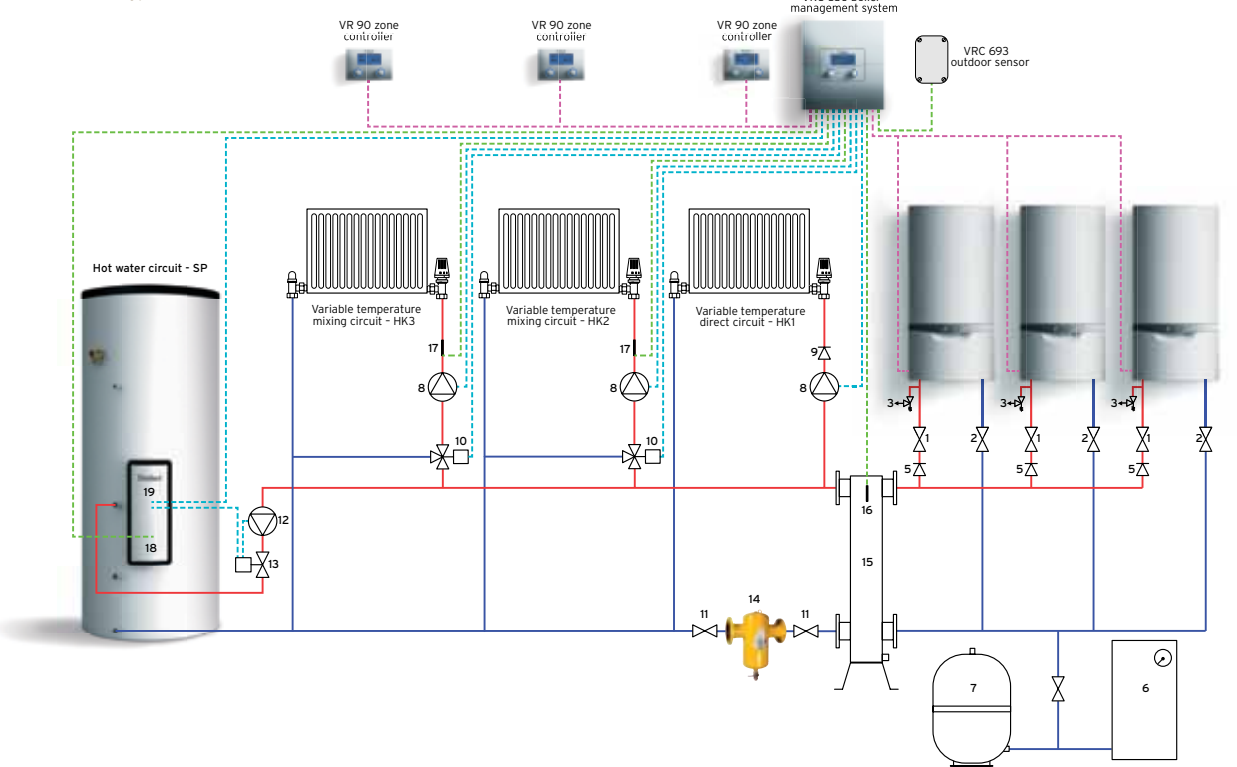 management system
VR 90 zone
controller
VR 90 zone
controller
VR 90 zone
controller
VRC 693
outdoor sensor
Hot water circuit - SP
Variable temperature
mixing circuit – HK3
Variable temperature
mixing circuit – HK2
Variable temperature
direct circuit – HK1
17
17
9
8
8
8
3
3
3
10
10
1
2
1
2
1
2
5
5
5
19
16
12
18
13
15
14
11
11
7
6